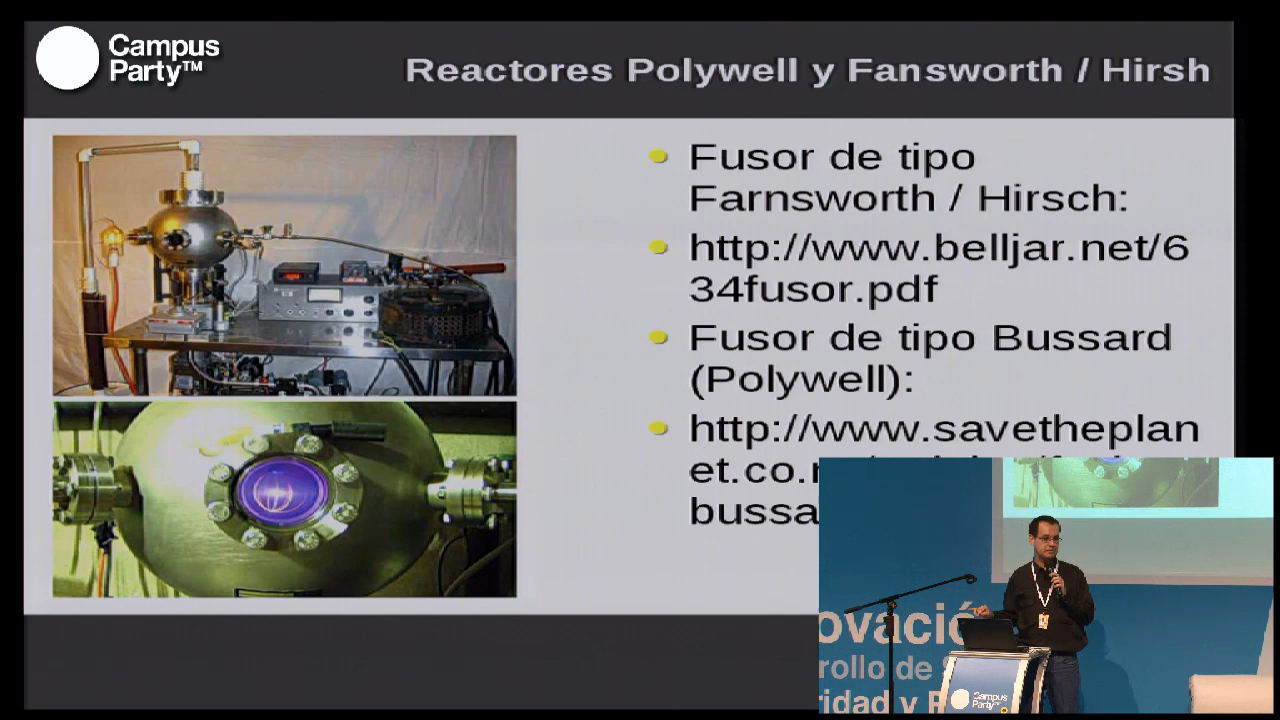 Campus
Party™
Reactores Polywell y Fansworth / Hirsh
Fusor de tipo
Farnsworth / Hirsch:
http://www.belljar.net/6
34fusor.pdf
Fusor de tipo Bussard
(Polywell):
http://www.savetheplan
et.co.
bussa
ovació
rollo de
ridad y
Campus
Party